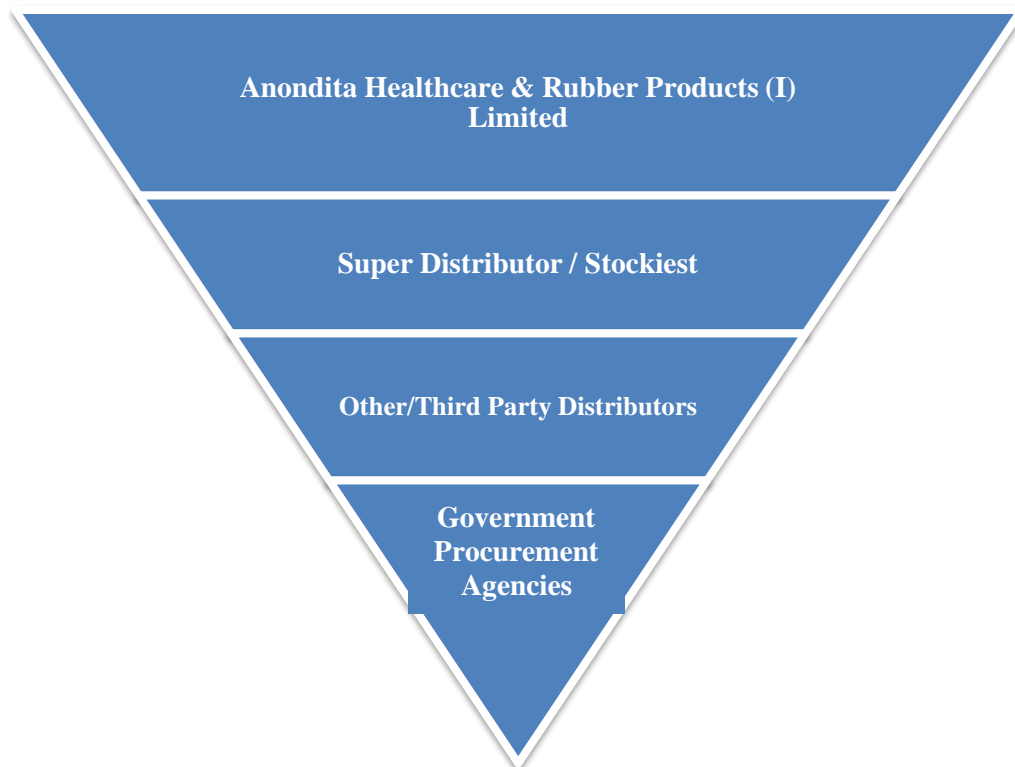 Anondita Healthcare & Rubber Products (I)
Limited
Super Distributor / Stockiest
Other/Third Party Distributors
Government
Procurement
Agencies